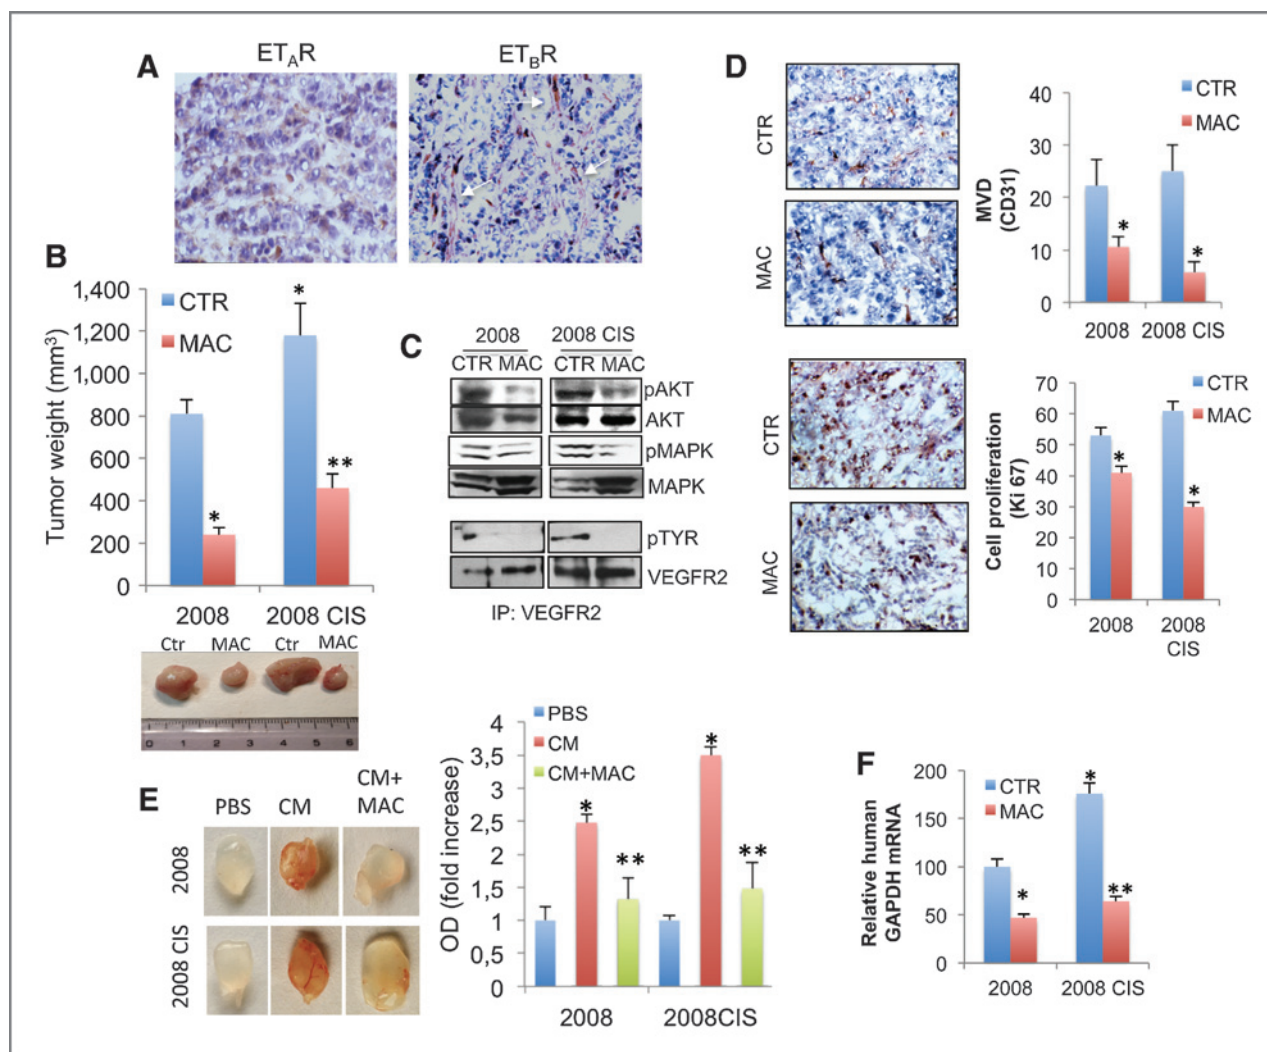 A
ET_AR
ET_BR
B
1,400
1,200
1,000
800
600
400
200
0
Tumor weight (mm³)
CTR
MAC
*
*
**
2008
2008 CIS
Ctr
MAC
Ctr
MAC
0 1 2 3 4 5 6
C
2008
2008 CIS
CTR MAC
CTR MAC
pAKT
AKT
pMAPK
MAPK
pTYR
VEGFR2
IP: VEGFR2
D
CTR
MAC
40
30
20
10
0
MVD
(CD31)
CTR
MAC
*
*
2008
2008 CIS
CTR
MAC
70
60
50
40
30
20
10
0
Cell proliferation
(Ki 67)
CTR
MAC
*
*
2008
2008
CIS
E
PBS
CM
CM+
MAC
2008
2008 CIS
4
3,5
3
2,5
2
1,5
1
0,5
0
OD (fold increase)
PBS
CM
CM+MAC
*
**
*
**
2008
2008CIS
F
200
150
100
50
0
Relative human
GAPDH mRNA
CTR
MAC
*
*
**
2008
2008 CIS